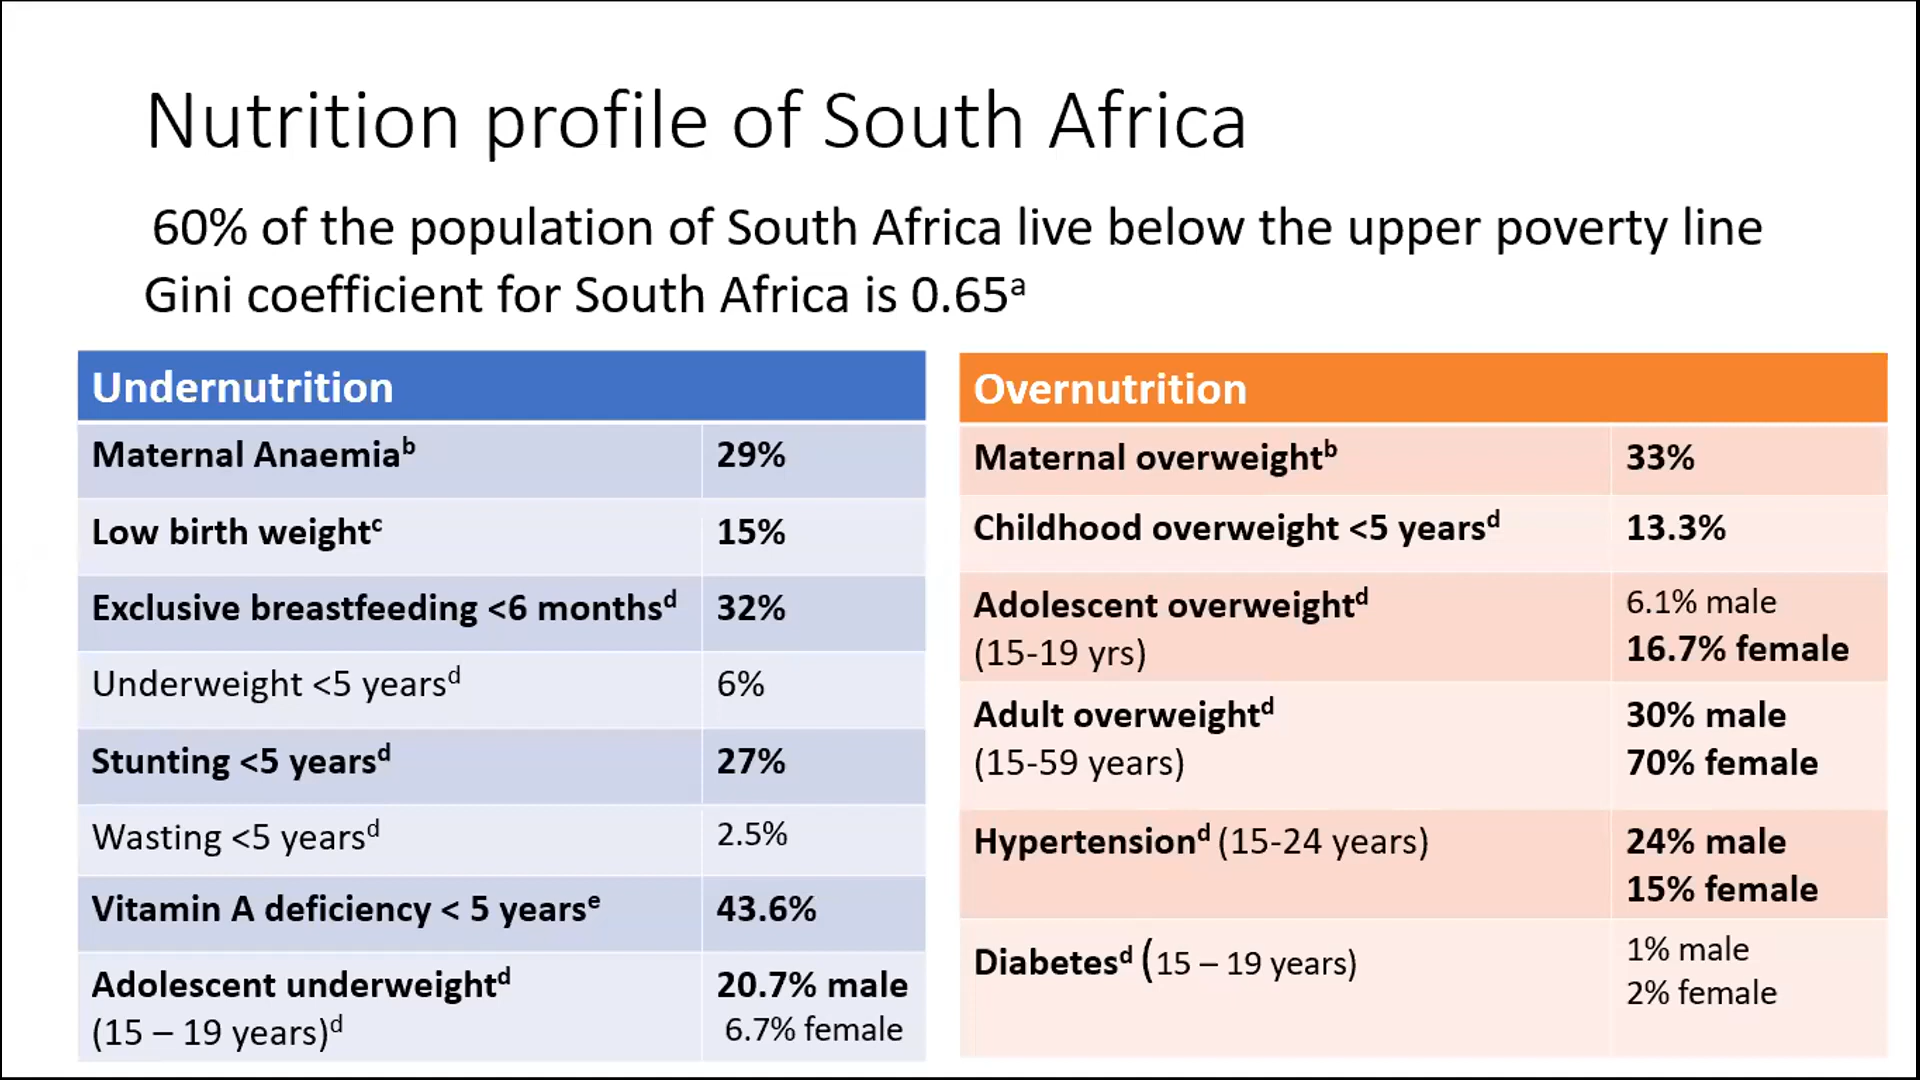 Nutrition profile of South Africa
60% of the population of South Africa live below the upper poverty line
Gini coefficient for South Africa is 0.65ᵃ
Undernutrition
Maternal Anaemiaᵇ 29%
Low birth weightᶜ 15%
Exclusive breastfeeding <6 monthsᵈ 32%
Underweight <5 yearsᵈ 6%
Stunting <5 yearsᵈ 27%
Wasting <5 yearsᵈ 2.5%
Vitamin A deficiency < 5 yearsᵉ 43.6%
Adolescent underweightᵈ 20.7% male
(15 – 19 years)ᵈ 6.7% female
Overnutrition
Maternal overweightᵇ 33%
Childhood overweight <5 yearsᵈ 13.3%
Adolescent overweightᵈ 6.1% male
(15-19 yrs) 16.7% female
Adult overweightᵈ 30% male
(15-59 years) 70% female
Hypertensionᵈ (15-24 years) 24% male
15% female
Diabetesᵈ (15 – 19 years) 1% male
2% female